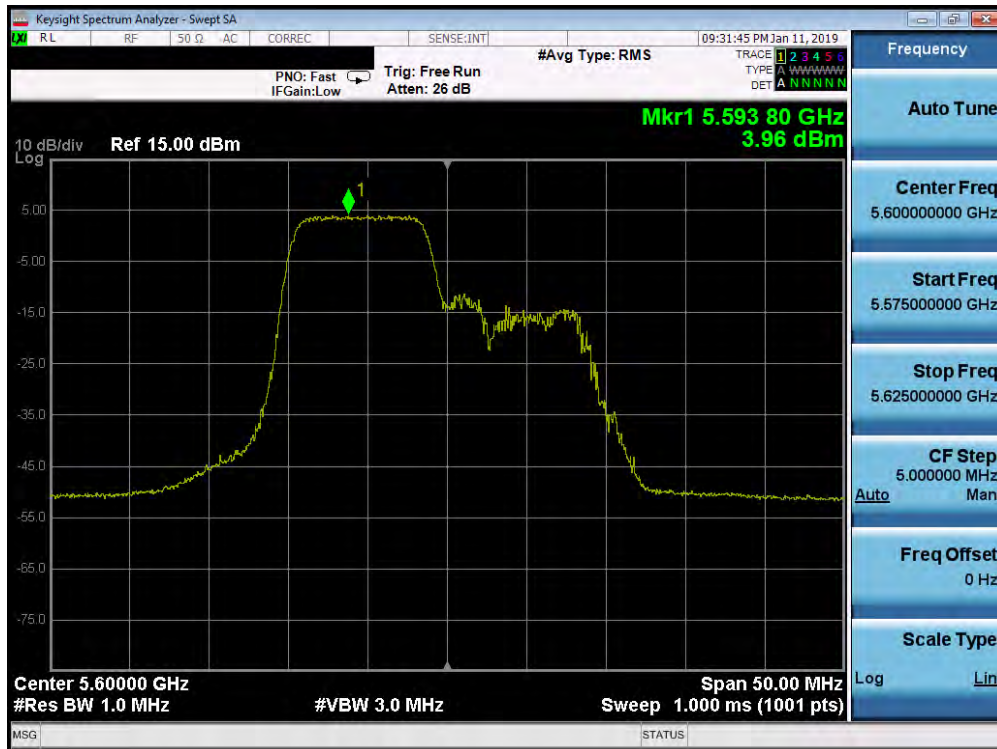 Keysight Spectrum Analyzer - Swept SA
LXI RL RF 50 Ω AC CORREC SENSE:INT 09:31:45 PM Jan 11, 2019
#Avg Type: RMS TRACE 1 2 3 4 5 6
PNO: Fast Trig: Free Run TYPE A WWWWW
IFGain:Low Atten: 26 dB DET A N N N N N
Mkr1 5.593 80 GHz
3.96 dBm
10 dB/div Ref 15.00 dBm
Log
1
5.00
-5.00
-15.0
-25.0
-35.0
-45.0
-55.0
-65.0
-75.0
Center 5.60000 GHz Span 50.00 MHz
#Res BW 1.0 MHz #VBW 3.0 MHz Sweep 1.000 ms (1001 pts)
MSG STATUS
Frequency
Auto Tune
Center Freq
5.600000000 GHz
Start Freq
5.575000000 GHz
Stop Freq
5.625000000 GHz
CF Step
5.000000 MHz
Auto Man
Freq Offset
0 Hz
Scale Type
Log Lin